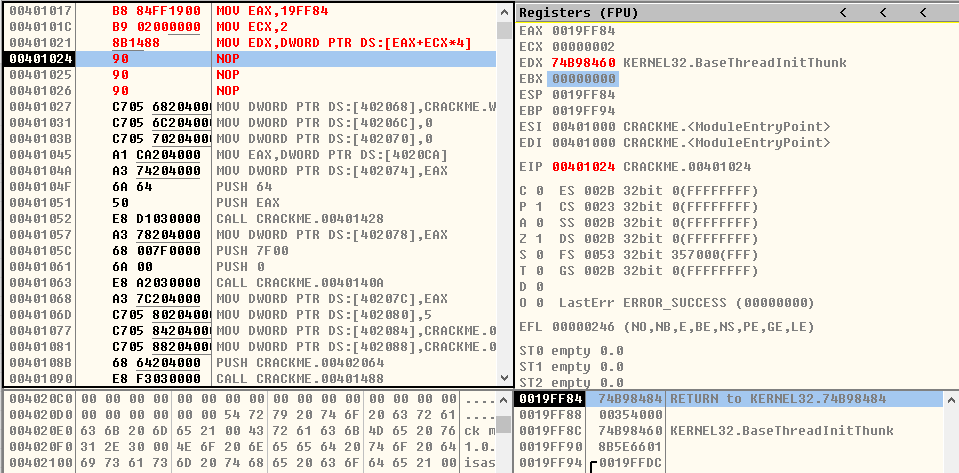 00401017 B8 84FF1900 MOV EAX,19FF84
0040101C B9 02000000 MOV ECX,2
00401021 8B1488 MOV EDX,DWORD PTR DS:[EAX+ECX*4]
00401024 90 NOP
00401025 90 NOP
00401026 90 NOP
00401027 C705 68204000 MOV DWORD PTR DS:[402068],CRACKME.W
00401031 C705 6C204000 MOV DWORD PTR DS:[40206C],0
0040103B C705 70204000 MOV DWORD PTR DS:[402070],0
00401045 A1 CA204000 MOV EAX,DWORD PTR DS:[4020CA]
0040104A A3 74204000 MOV DWORD PTR DS:[402074],EAX
0040104F 6A 64 PUSH 64
00401051 50 PUSH EAX
00401052 E8 D1030000 CALL CRACKME.00401428
00401057 A3 78204000 MOV DWORD PTR DS:[402078],EAX
0040105C 68 007F0000 PUSH 7F00
00401061 6A 00 PUSH 0
00401063 E8 A2030000 CALL CRACKME.0040140A
00401068 A3 7C204000 MOV DWORD PTR DS:[40207C],EAX
0040106D C705 80204000 MOV DWORD PTR DS:[402080],5
00401077 C705 84204000 MOV DWORD PTR DS:[402084],CRACKME.0
00401081 C705 88204000 MOV DWORD PTR DS:[402088],CRACKME.0
0040108B 68 64204000 PUSH CRACKME.00402064
00401090 E8 F3030000 CALL CRACKME.00401488
Registers (FPU) < < <
EAX 0019FF84
ECX 00000002
EDX 74B98460 KERNEL32.BaseThreadInitThunk
EBX 00000000
ESP 0019FF84
EBP 0019FF94
ESI 00401000 CRACKME.<ModuleEntryPoint>
EDI 00401000 CRACKME.<ModuleEntryPoint>
EIP 00401024 CRACKME.00401024
C 0 ES 002B 32bit 0(FFFFFFFF)
P 1 CS 0023 32bit 0(FFFFFFFF)
A 0 SS 002B 32bit 0(FFFFFFFF)
Z 1 DS 002B 32bit 0(FFFFFFFF)
S 0 FS 0053 32bit 357000(FFF)
T 0 GS 002B 32bit 0(FFFFFFFF)
D 0
O 0 LastErr ERROR_SUCCESS (00000000)
EFL 00000246 (NO,NB,E,BE,NS,PE,GE,LE)
ST0 empty 0.0
ST1 empty 0.0
ST2 empty 0.0
004020C0 00 00 00 00 00 00 00 00 00 00 00 00 00 00 00 00 ....
004020D0 00 00 00 00 00 00 54 72 79 20 74 6F 20 63 72 61 ....
004020E0 63 6B 20 6D 65 21 00 43 72 61 63 6B 4D 65 20 76 ck m
004020F0 31 2E 30 00 4E 6F 20 6E 65 65 64 20 74 6F 20 64 1.0.
00402100 69 73 61 73 6D 20 74 68 65 20 63 6F 64 65 21 00 isas
0019FF84 74B98484 RETURN to KERNEL32.74B98484
0019FF88 00354000
0019FF8C 74B98460 KERNEL32.BaseThreadInitThunk
0019FF90 8B5E6601
0019FF94 0019FFDC